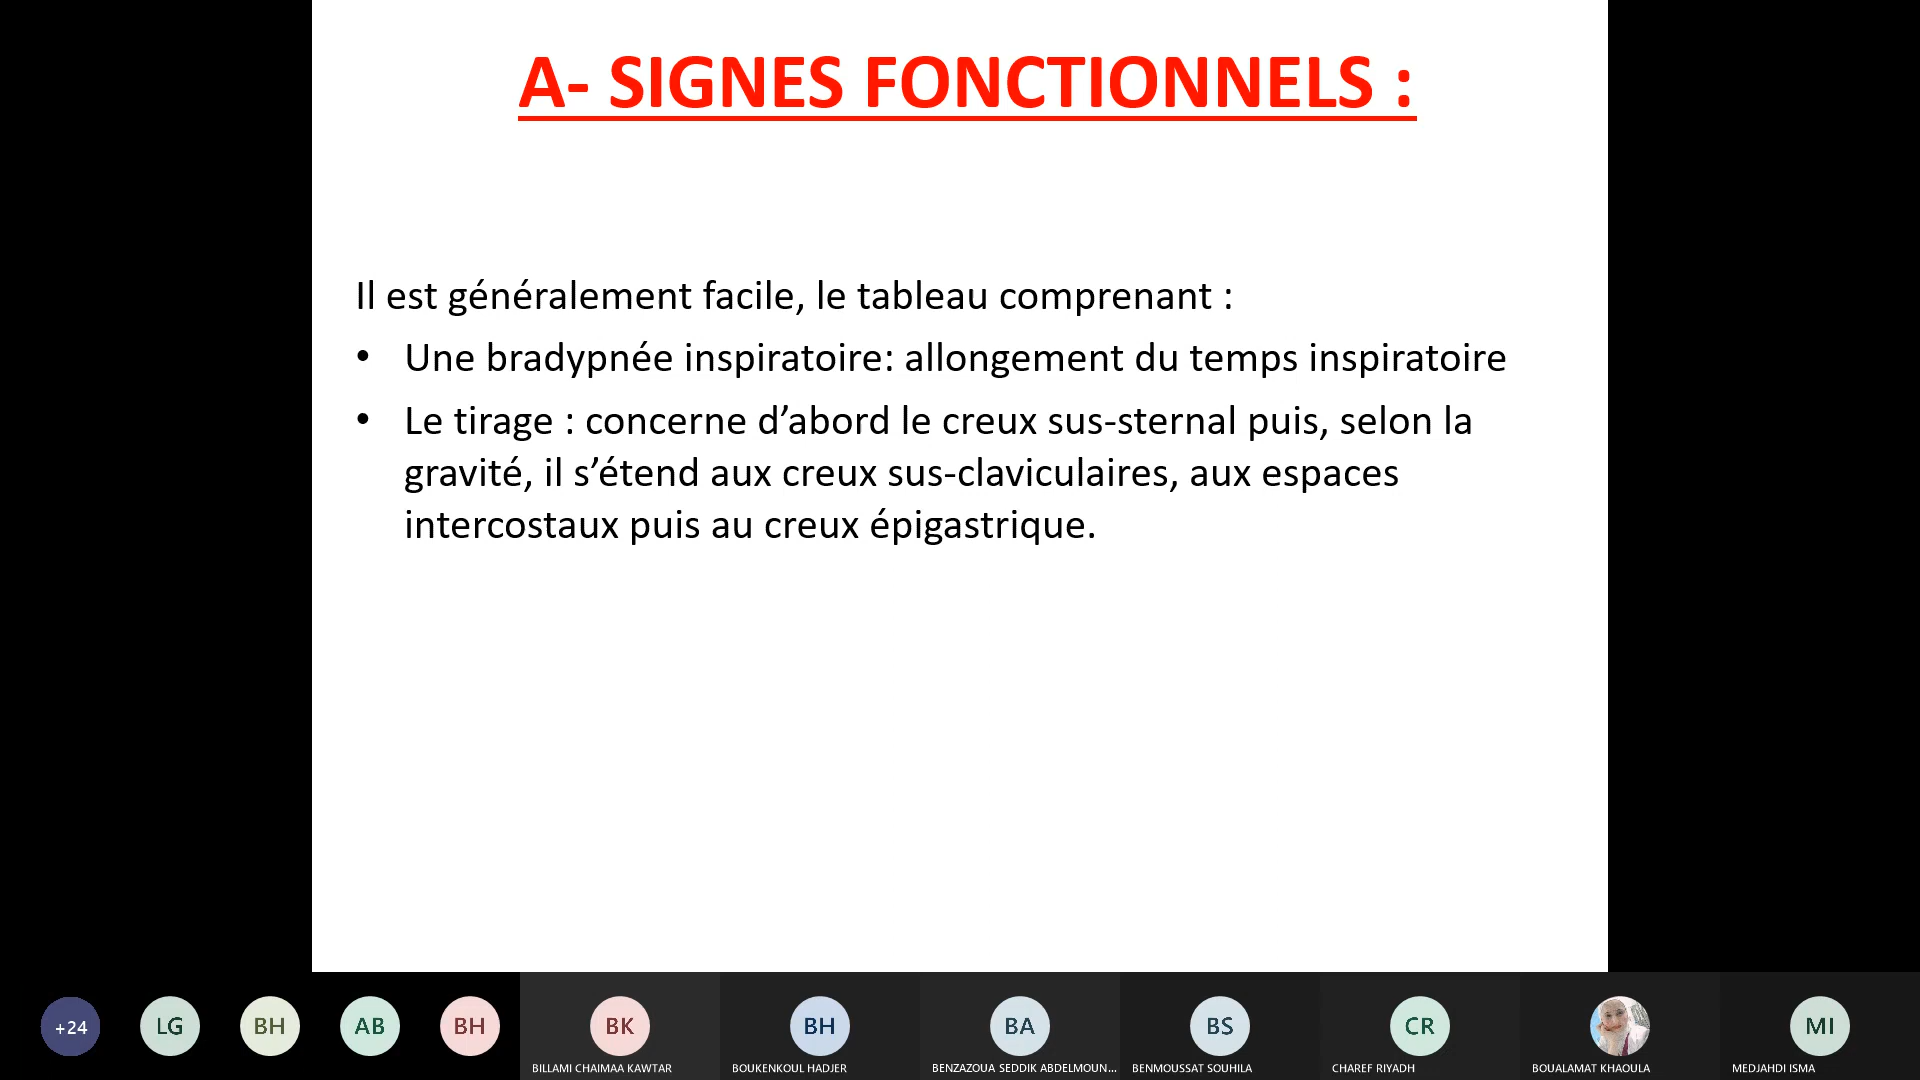 A- SIGNES FONCTIONNELS :
Il est généralement facile, le tableau comprenant :
• Une bradypnée inspiratoire: allongement du temps inspiratoire
• Le tirage : concerne d’abord le creux sus-sternal puis, selon la
gravité, il s’étend aux creux sus-claviculaires, aux espaces
intercostaux puis au creux épigastrique.
+24 LG BH AB BH BK BH BA BS CR MI
BILLAMI CHAIMAA KAWTAR BOUKENKOUL HADJER BENZAZOUA SEDDIK ABDELMOUN... BENMOUSSAT SOUHILA CHAREF RIYADH BOUALAMAT KHAOULA MEDJAHDI ISMA